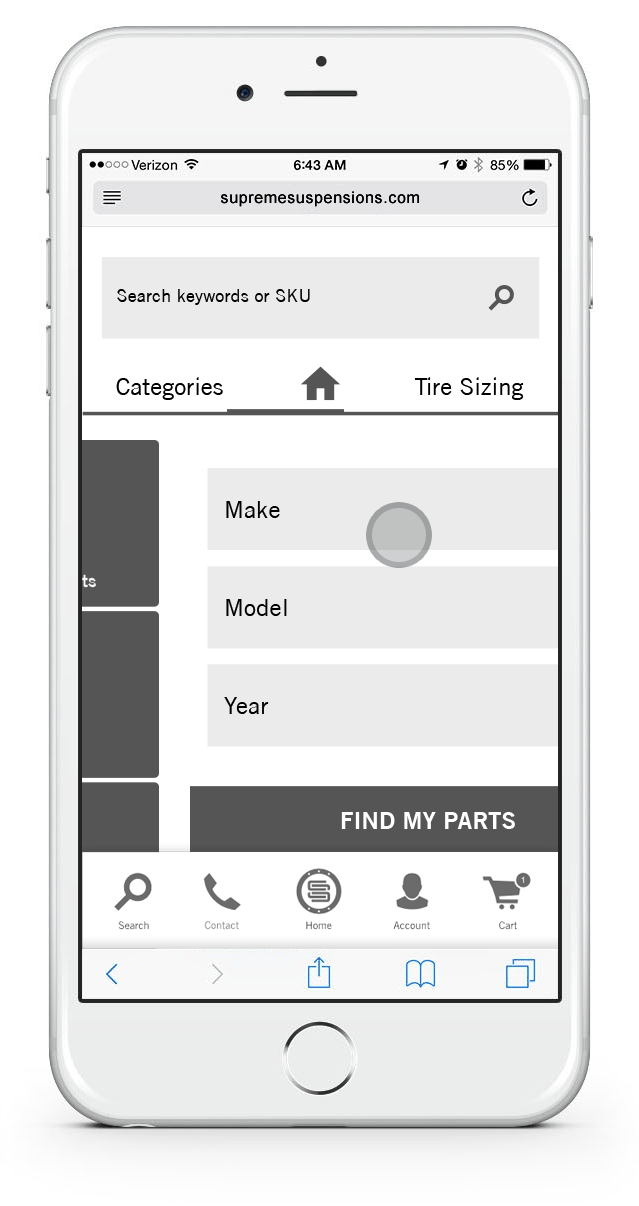 Verizon 6:43 AM 85%
supremesuspensions.com
Search keywords or SKU
Categories Tire Sizing
Make
ts
Model
Year
FIND MY PARTS
1
Search Contact Home Account Cart